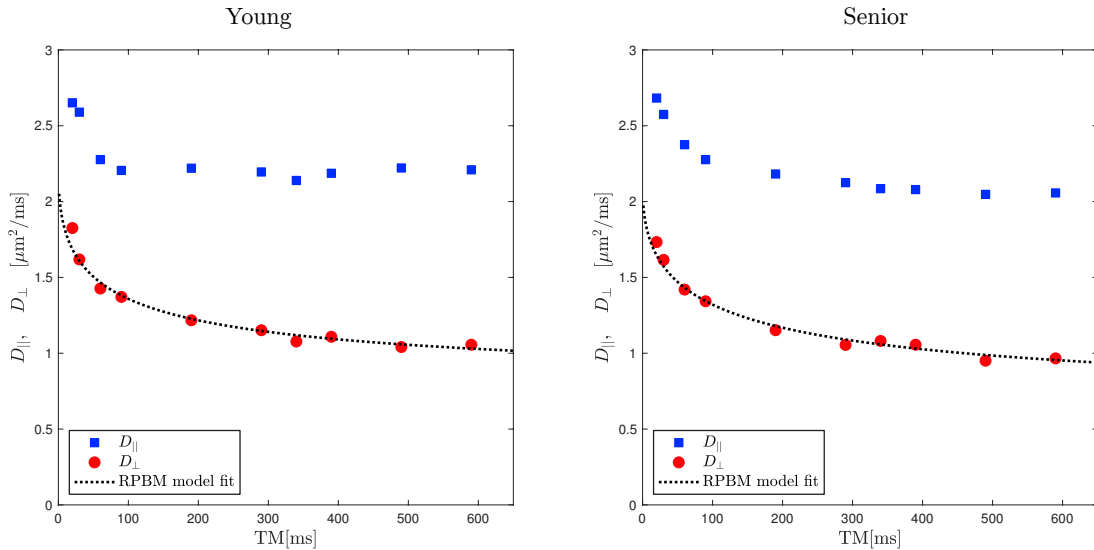 Young
3
2.5
2
1.5
1
0.5
0
D||, D⊥ [μm²/ms]
D||
D⊥
RPBM model fit
0 100 200 300 400 500 600
TM[ms]
Senior
3
2.5
2
1.5
1
0.5
0
D||, D⊥ [μm²/ms]
D||
D⊥
RPBM model fit
0 100 200 300 400 500 600
TM[ms]